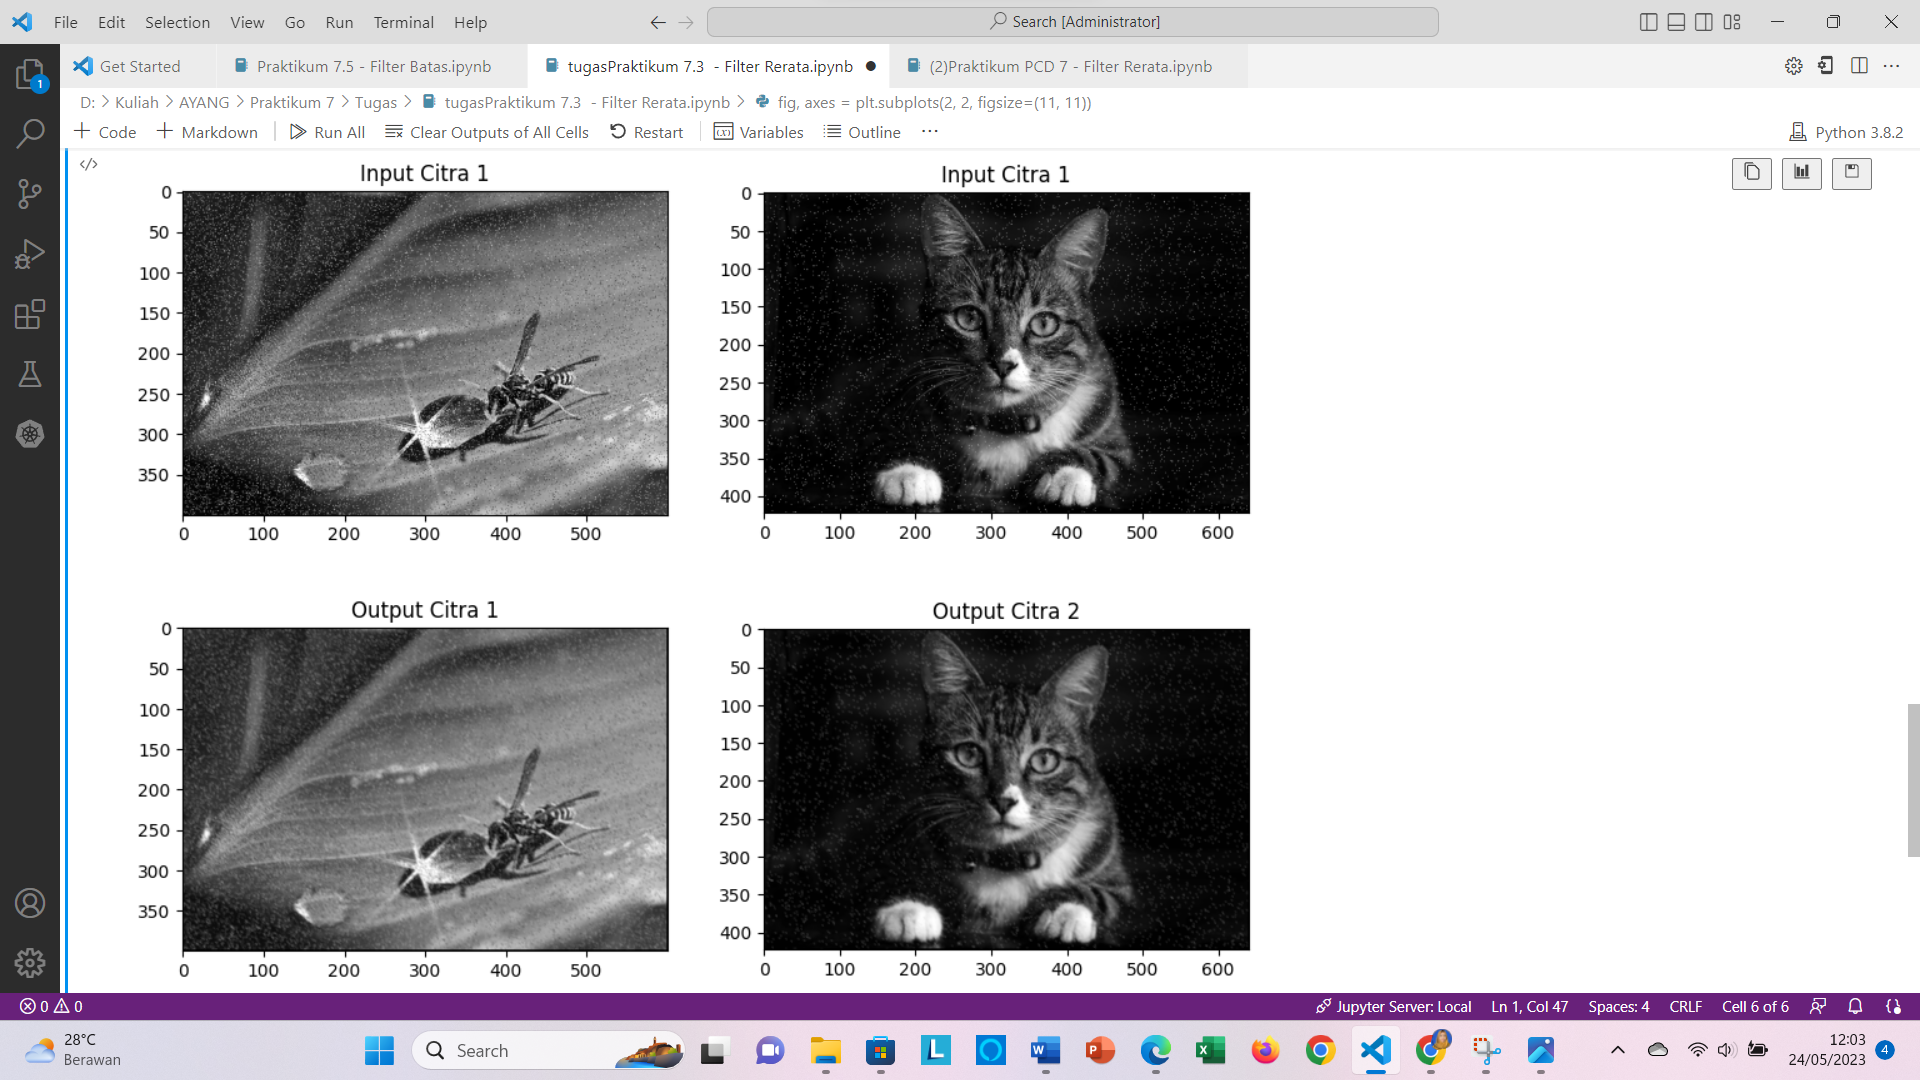 File Edit Selection View Go Run Terminal Help
Search [Administrator]
1
Get Started
Praktikum 7.5 - Filter Batas.ipynb
tugasPraktikum 7.3 - Filter Rerata.ipynb
(2)Praktikum PCD 7 - Filter Rerata.ipynb
D: > Kuliah > AYANG > Praktikum 7 > Tugas > tugasPraktikum 7.3 - Filter Rerata.ipynb > fig, axes = plt.subplots(2, 2, figsize=(11, 11))
+ Code + Markdown Run All Clear Outputs of All Cells Restart Variables Outline ···
Python 3.8.2
Input Citra 1
0
50
100
150
200
250
300
350
0 100 200 300 400 500
Input Citra 1
0
50
100
150
200
250
300
350
400
0 100 200 300 400 500 600
Output Citra 1
0
50
100
150
200
250
300
350
0 100 200 300 400 500
Output Citra 2
0
50
100
150
200
250
300
350
400
0 100 200 300 400 500 600
0 0
Jupyter Server: Local Ln 1, Col 47 Spaces: 4 CRLF Cell 6 of 6
28°C
Berawan
Search
12:03
24/05/2023
4